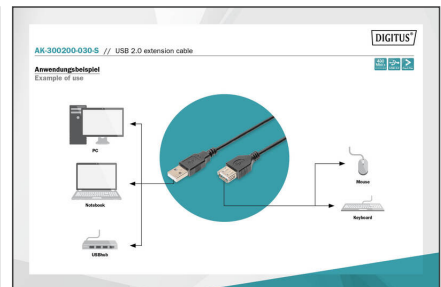 DIGITUS®
AK-300200-030-S // USB 2.0 extension cable
Anwendungsbeispiel
Example of use
PC
Notebook
USBHub
Mouse
Keyboard